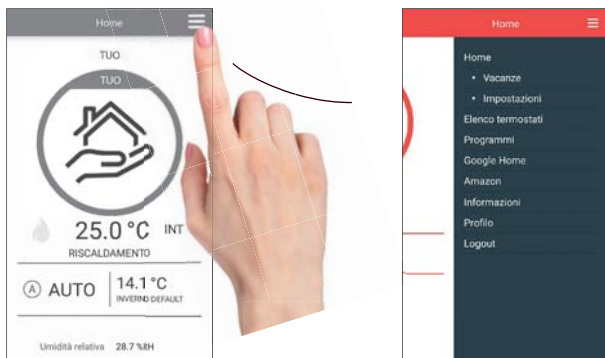 Home
TUO
TUO
25.0 °C INT
RISCALDAMENTO
A AUTO
14.1 °C
INVERNO DEFAULT
Umidità relativa 28.7 %RH
Home
Home
• Vacanze
• Impostazioni
Elenco termostati
Programmi
Google Home
Amazon
Informazioni
Profilo
Logout